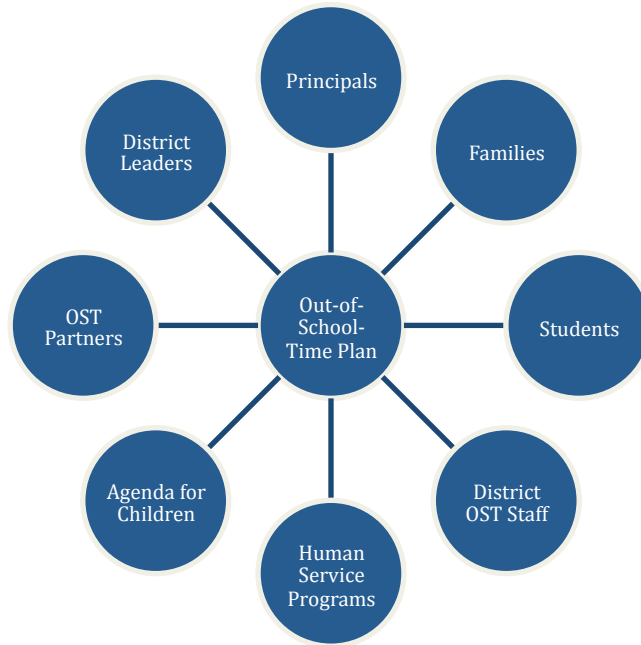 Principals
District
Leaders
Families
OST
Partners
Out-of-
School-
Time Plan
Students
Agenda for
Children
District
OST Staff
Human
Service
Programs